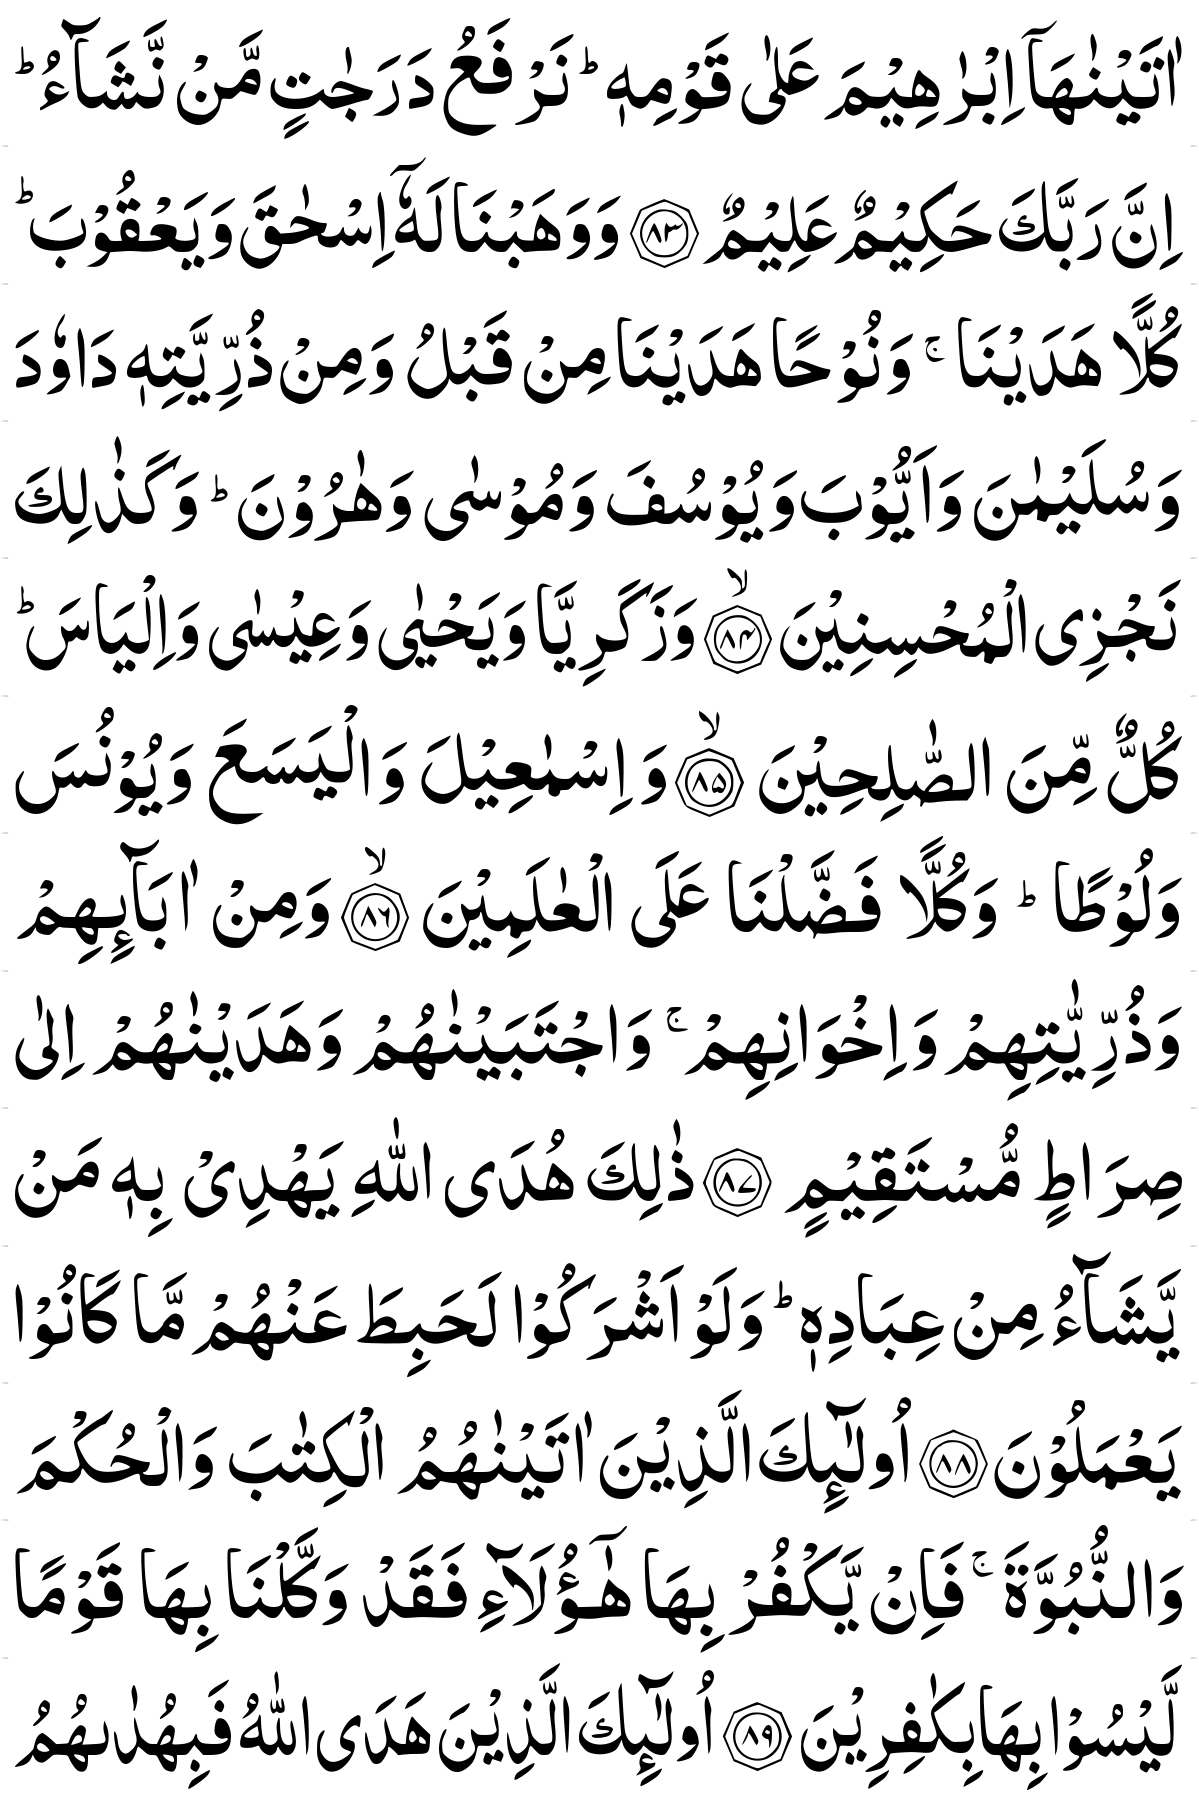 اٰتَيْنٰهَاۤ اِبْرٰهِيْمَ عَلٰى قَوْمِهٖ ؕ نَرْفَعُ دَرَجٰتٍ مَّنْ نَّشَآءُ ؕ
اِنَّ رَبَّكَ حَكِيْمٌ عَلِيْمٌ ﴿۸۳﴾ وَوَهَبْنَا لَهٗۤ اِسْحٰقَ وَيَعْقُوْبَ ؕ
كُلًّا هَدَيْنَا ۚ وَنُوْحًا هَدَيْنَا مِنْ قَبْلُ وَمِنْ ذُرِّيَّتِهٖ دَاوٗدَ
وَسُلَيْمٰنَ وَاَيُّوْبَ وَيُوْسُفَ وَمُوْسٰى وَهٰرُوْنَ ؕ وَكَذٰلِكَ
نَجْزِى الْمُحْسِنِيْنَ ۙ﴿۸۴﴾ وَزَكَرِيَّا وَيَحْيٰى وَعِيْسٰى وَاِلْيَاسَ ؕ
كُلٌّ مِّنَ الصّٰلِحِيْنَ ۙ﴿۸۵﴾ وَاِسْمٰعِيْلَ وَالْيَسَعَ وَيُوْنُسَ
وَلُوْطًا ؕ وَكُلًّا فَضَّلْنَا عَلَى الْعٰلَمِيْنَ ۙ﴿۸۶﴾ وَمِنْ اٰبَآئِهِمْ
وَذُرِّيّٰتِهِمْ وَاِخْوَانِهِمْ ۚ وَاجْتَبَيْنٰهُمْ وَهَدَيْنٰهُمْ اِلٰى
صِرَاطٍ مُّسْتَقِيْمٍ ﴿۸۷﴾ ذٰلِكَ هُدَى اللّٰهِ يَهْدِىْ بِهٖ مَنْ
يَّشَآءُ مِنْ عِبَادِهٖ ؕ وَلَوْ اَشْرَكُوْا لَحَبِطَ عَنْهُمْ مَّا كَانُوْا
يَعْمَلُوْنَ ﴿۸۸﴾ اُولٰٓئِكَ الَّذِيْنَ اٰتَيْنٰهُمُ الْكِتٰبَ وَالْحُكْمَ
وَالنُّبُوَّةَ ۚ فَاِنْ يَّكْفُرْ بِهَا هٰٓؤُلَآءِ فَقَدْ وَكَّلْنَا بِهَا قَوْمًا
لَّيْسُوْا بِهَا بِكٰفِرِيْنَ ﴿۸۹﴾ اُولٰٓئِكَ الَّذِيْنَ هَدَى اللّٰهُ فَبِهُدٰىهُمُ